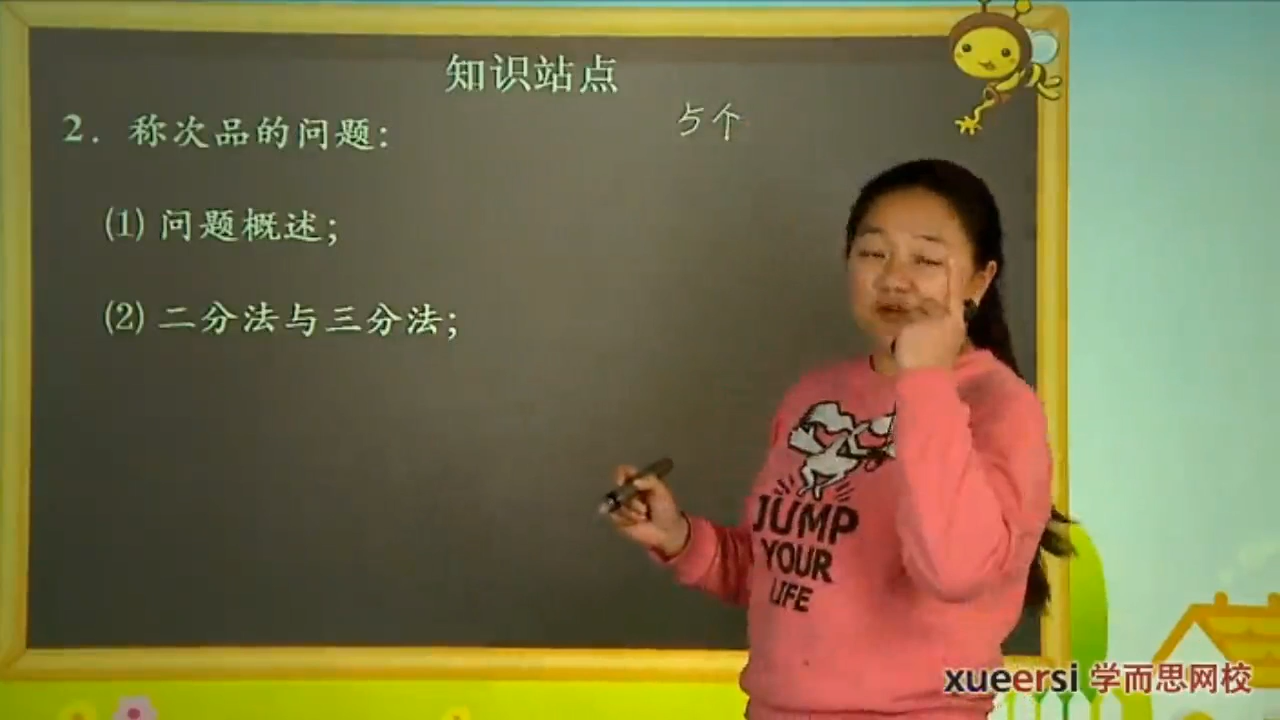 知识站点
5个
2. 称次品的问题:
(1) 问题概述;
(2) 二分法与三分法;
JUMP
YOUR
LIFE
xueersi 学而思网校